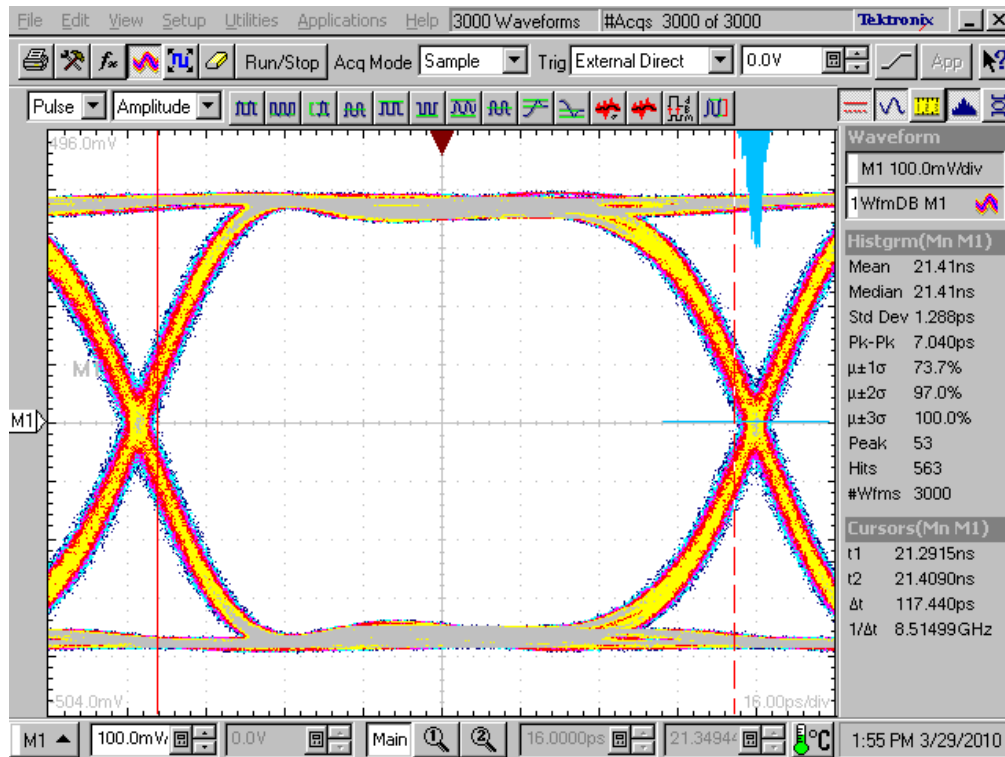 File Edit View Setup Utilities Applications Help 3000 Waveforms #Acqs 3000 of 3000 Tektronix
Run/Stop Acq Mode Sample Trig External Direct 0.0V App
Pulse Amplitude
496.0mV
Waveform
M1 100.0mV/div
1WfmDB M1
Histgrm(Mn M1)
Mean 21.41ns
Median 21.41ns
Std Dev 1.288ps
Pk-Pk 7.040ps
µ±1σ 73.7%
M1
µ±2σ 97.0%
M1
µ±3σ 100.0%
Peak 53
Hits 563
#Wfms 3000
Cursors(Mn M1)
t1 21.2915ns
t2 21.4090ns
Δt 117.440ps
1/Δt 8.51499GHz
-504.0mV 16.00ps/div
M1 100.0mV/ 0.0V Main 1 2 16.0000ps 21.3494 °C 1:55 PM 3/29/2010